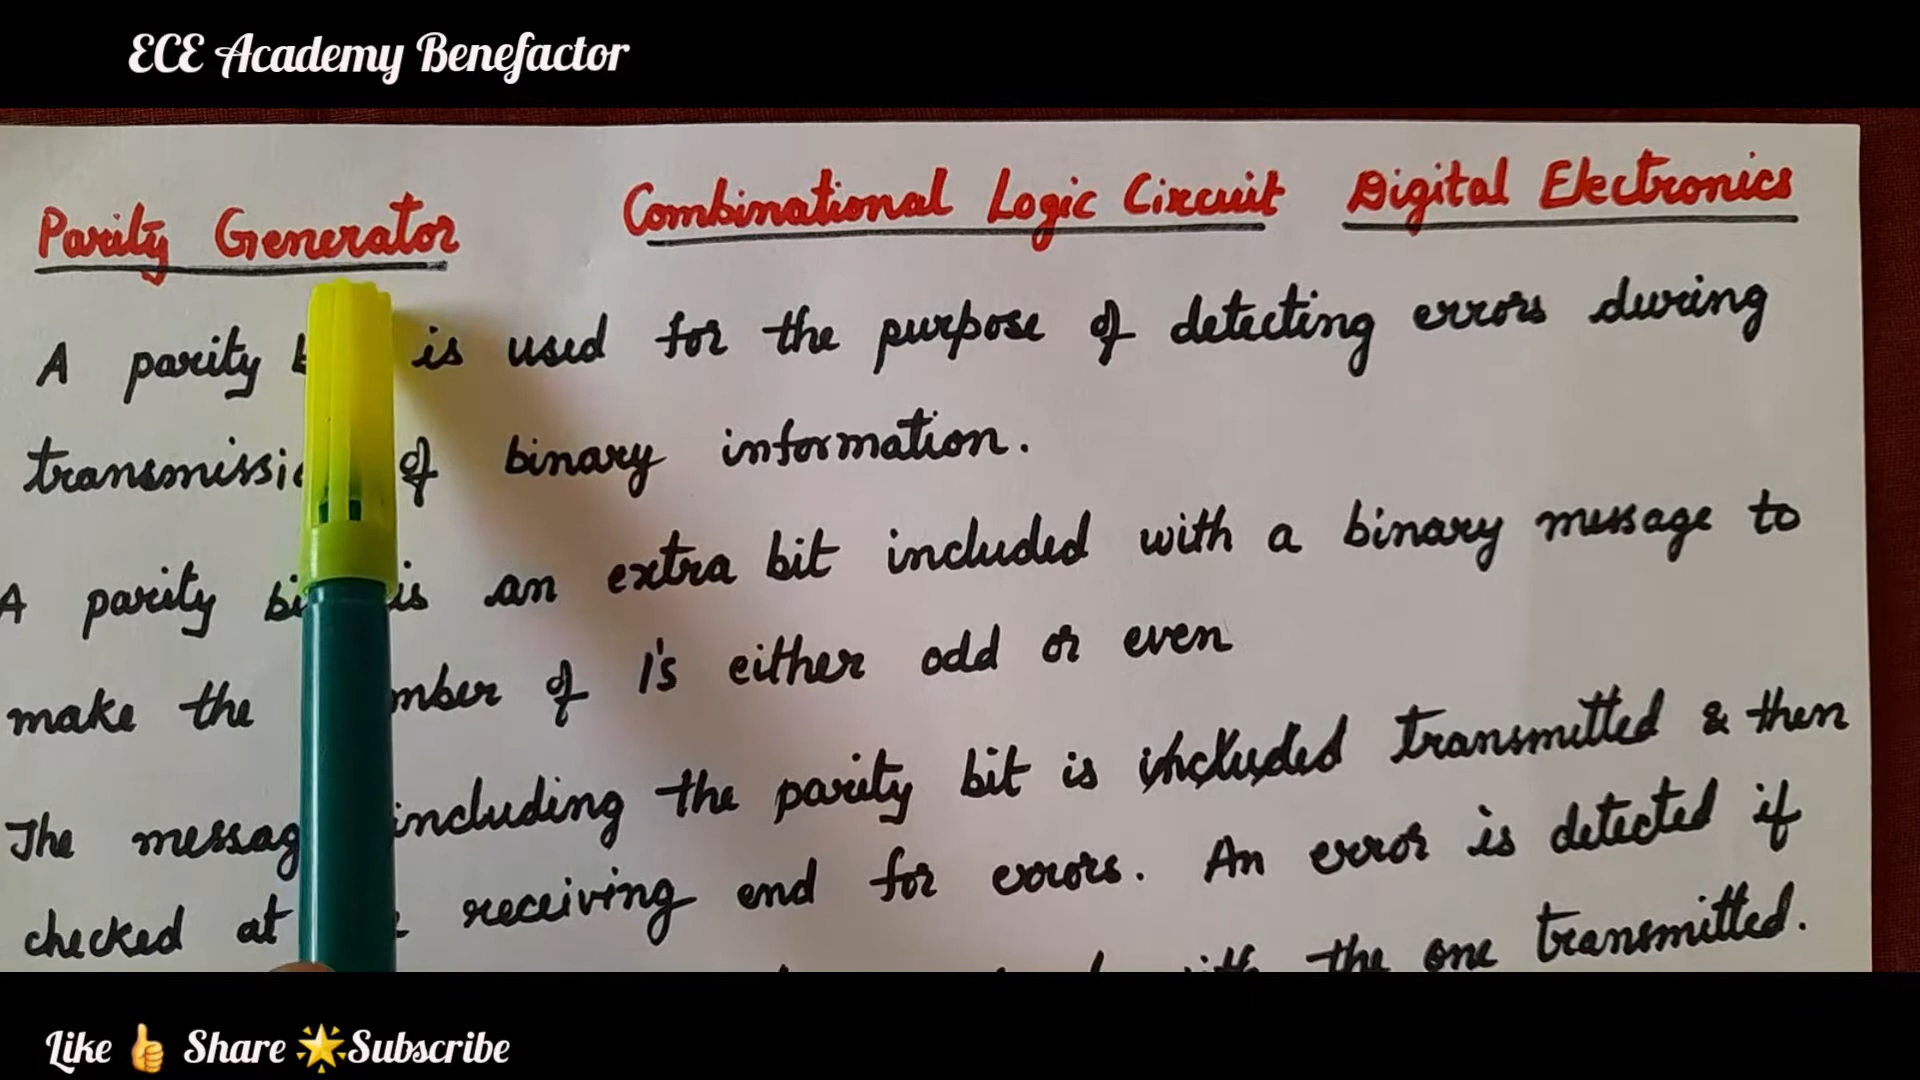 ECE Academy Benefactor
Parity Generator Combinational Logic Circuit Digital Electronics
A parity is used for the purpose of detecting errors during
of binary information.
A parity is an extra bit included with a binary message to
make the of 1's either odd or even
The including the parity bit is included transmitted & then
checked at receiving end for errors. An error is detected if
the one transmitted.
Like 👍 Share 🌟Subscribe